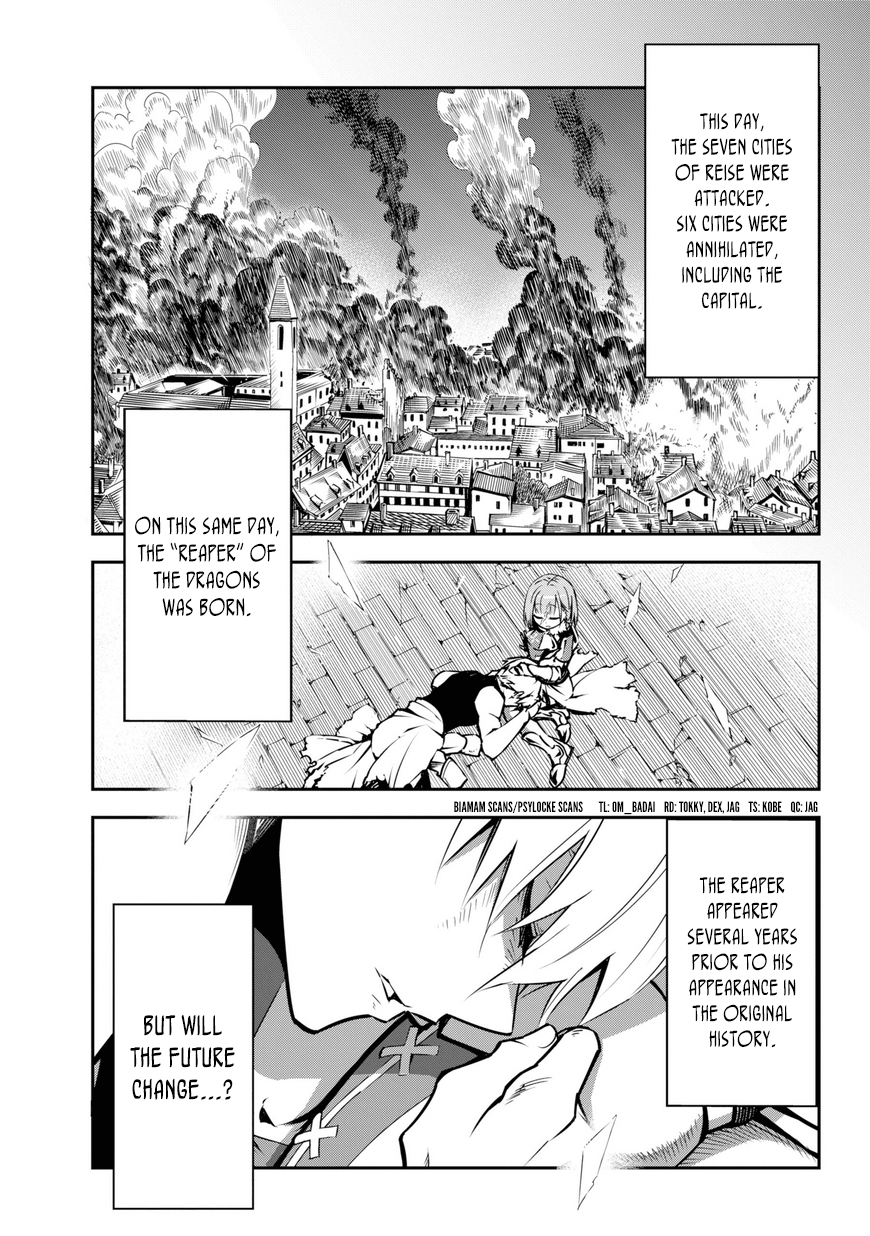 THIS DAY,
THE SEVEN CITIES
OF REISE WERE
ATTACKED.
SIX CITIES WERE
ANNIHILATED,
INCLUDING THE
CAPITAL.
ON THIS SAME DAY,
THE "REAPER" OF
THE DRAGONS
WAS BORN.
BIAMAM SCANS/PSYLOCKE SCANS TL: OM_BADAI RD: TOKKY, DEX, JAG TS: KOBE QC: JAG
THE REAPER
APPEARED
SEVERAL YEARS
PRIOR TO HIS
APPEARANCE IN
THE ORIGINAL
HISTORY.
BUT WILL
THE FUTURE
CHANGE...?